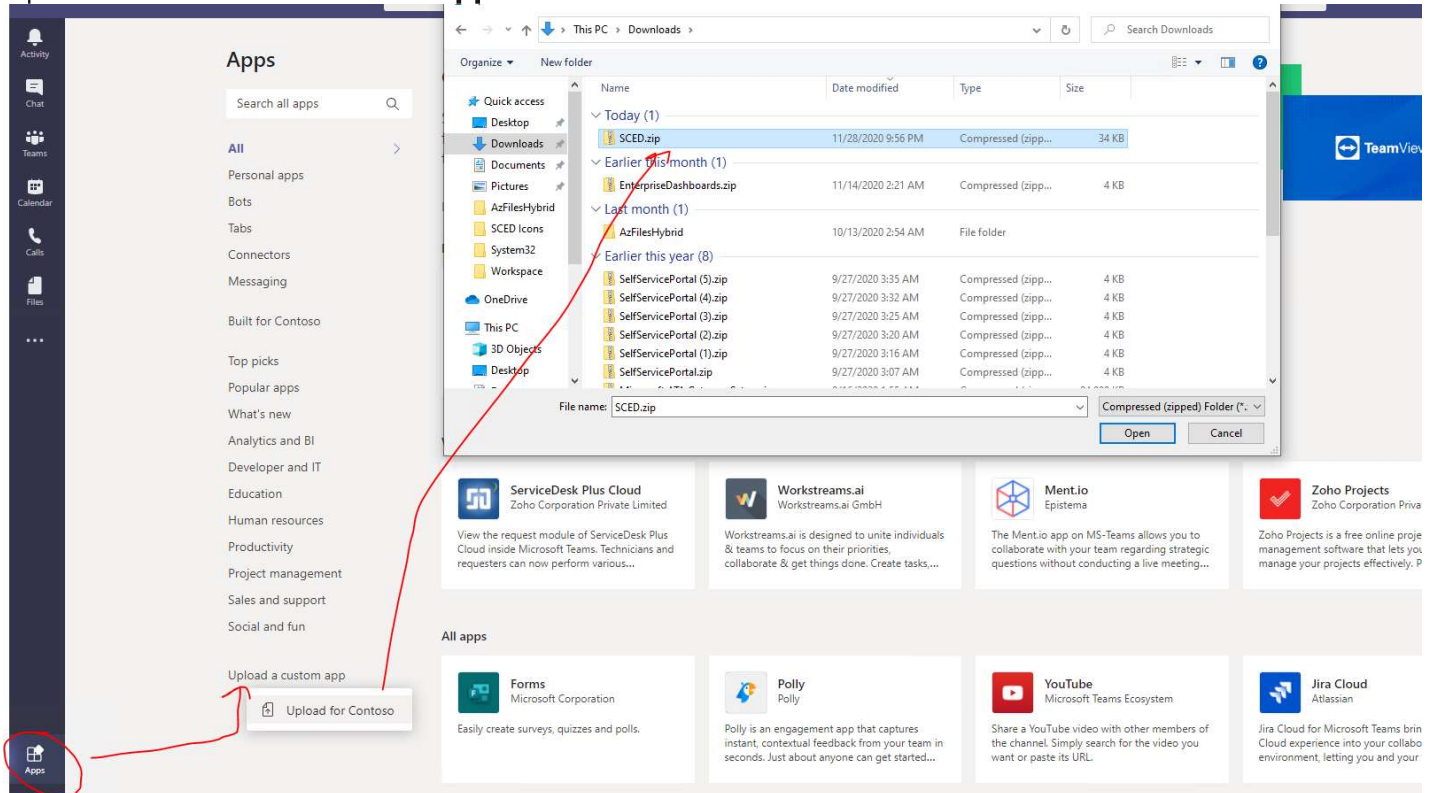 Activity
Chat
Teams
Calendar
Calls
Files
Apps
Apps
Search all apps
All
Personal apps
Bots
Tabs
Connectors
Messaging
Built for Contoso
Top picks
Popular apps
What's new
Analytics and BI
Developer and IT
Education
Human resources
Productivity
Project management
Sales and support
Social and fun
Upload a custom app
Upload for Contoso
This PC > Downloads >
Search Downloads
Organize
New folder
Quick access
Desktop
Downloads
Documents
Pictures
AzFilesHybrid
SCED Icons
System32
Workspace
OneDrive
This PC
3D Objects
Desktop
Name Date modified Type Size
Today (1)
SCED.zip 11/28/2020 9:56 PM Compressed (zipp... 34 KB
Earlier this month (1)
EnterpriseDashboards.zip 11/14/2020 2:21 AM Compressed (zipp... 4 KB
Last month (1)
AzFilesHybrid 10/13/2020 2:54 AM File folder
Earlier this year (8)
SelfServicePortal (5).zip 9/27/2020 3:35 AM Compressed (zipp... 4 KB
SelfServicePortal (4).zip 9/27/2020 3:32 AM Compressed (zipp... 4 KB
SelfServicePortal (3).zip 9/27/2020 3:25 AM Compressed (zipp... 4 KB
SelfServicePortal (2).zip 9/27/2020 3:20 AM Compressed (zipp... 4 KB
SelfServicePortal (1).zip 9/27/2020 3:16 AM Compressed (zipp... 4 KB
SelfServicePortal.zip 9/27/2020 3:07 AM Compressed (zipp... 4 KB
File name: SCED.zip
Compressed (zipped) Folder (*.
Open
Cancel
TeamView
ServiceDesk Plus Cloud
Zoho Corporation Private Limited
View the request module of ServiceDesk Plus
Cloud inside Microsoft Teams. Technicians and
requesters can now perform various...
Workstreams.ai
Workstreams.ai GmbH
Workstreams.ai is designed to unite individuals
& teams to focus on their priorities,
collaborate & get things done. Create tasks,...
Ment.io
Epistema
The Ment.io app on MS-Teams allows you to
collaborate with your team regarding strategic
questions without conducting a live meeting...
Zoho Projects
Zoho Corporation Priva
Zoho Projects is a free online proje
management software that lets you
manage your projects effectively. P
All apps
Forms
Microsoft Corporation
Easily create surveys, quizzes and polls.
Polly
Polly
Polly is an engagement app that captures
instant, contextual feedback from your team in
seconds. Just about anyone can get started...
YouTube
Microsoft Teams Ecosystem
Share a YouTube video with other members of
the channel. Simply search for the video you
want or paste its URL.
Jira Cloud
Atlassian
Jira Cloud for Microsoft Teams brin
Cloud experience into your collabo
environment, letting you and your